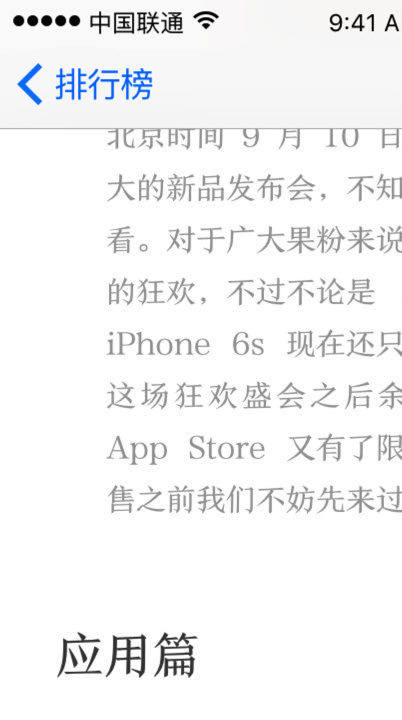 中国联通 9:41 A
排行榜
北京时间 9 月 10 日
大的新品发布会，不知
看。对于广大果粉来说
的狂欢，不过不论是
iPhone 6s 现在还只
这场狂欢盛会之后余
App Store 又有了限
售之前我们不妨先来过
应用篇